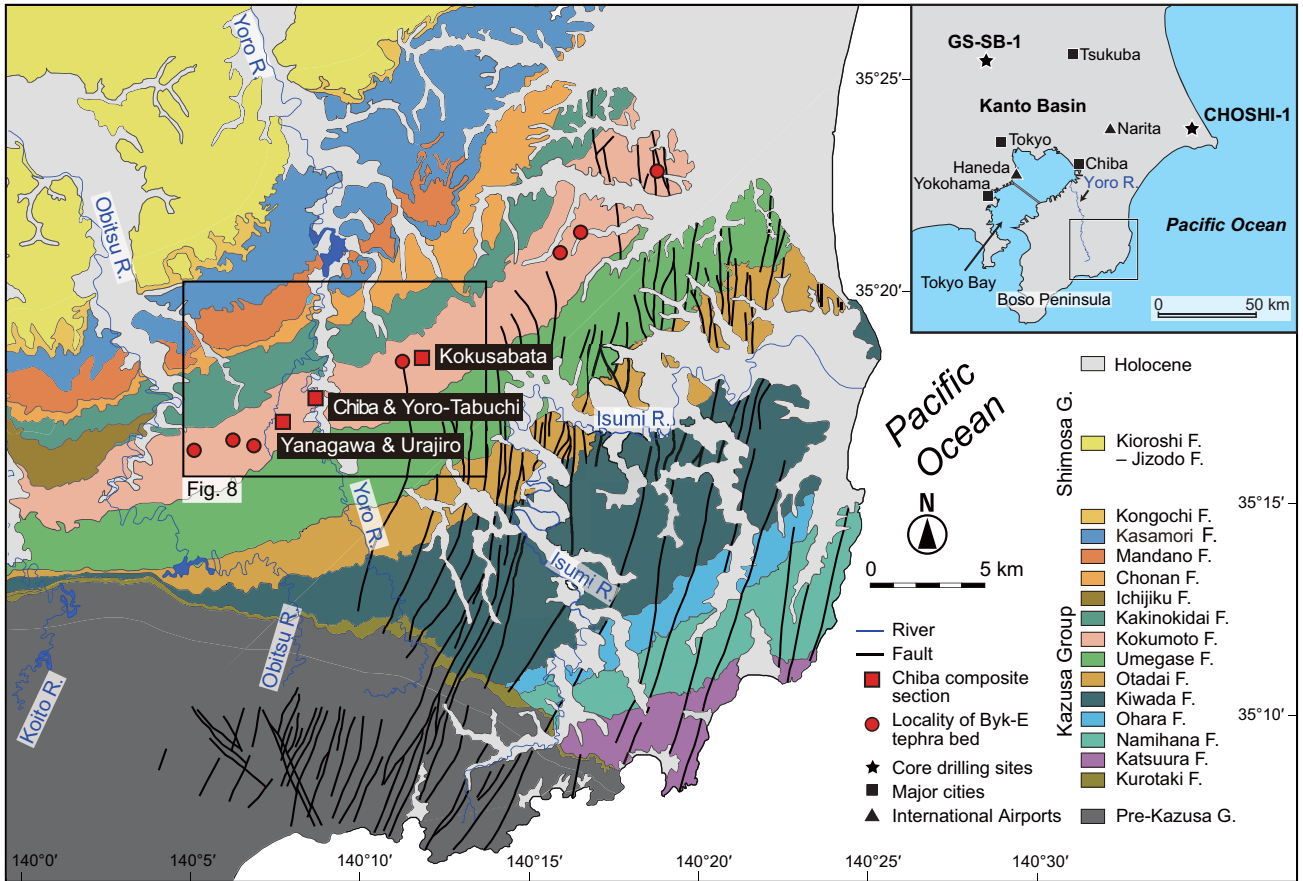 Yoro R.
Obitsu R.
Kokusabata
Chiba & Yoro-Tabuchi
Yanagawa & Urajiro
Fig. 8
Isumi R.
Yoro R.
Isumi R.
Obitsu R.
Koito R.
140°0′
140°5′
140°10′
140°15′
140°20′
140°25′
140°30′
35°25′
35°20′
35°15′
35°10′
GS-SB-1
Tsukuba
Kanto Basin
CHOSHI-1
Narita
Tokyo
Haneda
Chiba
Yokohama
Yoro R.
Pacific Ocean
Tokyo Bay
Boso Peninsula
0 50 km
Pacific
Ocean
N
0 5 km
River
Fault
Chiba composite
section
Locality of Byk-E
tephra bed
Core drilling sites
Major cities
International Airports
Holocene
Shimosa G.
Kioroshi F.
– Jizodo F.
Kazusa Group
Kongochi F.
Kasamori F.
Mandano F.
Chonan F.
Ichijiku F.
Kakinokidai F.
Kokumoto F.
Umegase F.
Otadai F.
Kiwada F.
Ohara F.
Namihana F.
Katsuura F.
Kurotaki F.
Pre-Kazusa G.